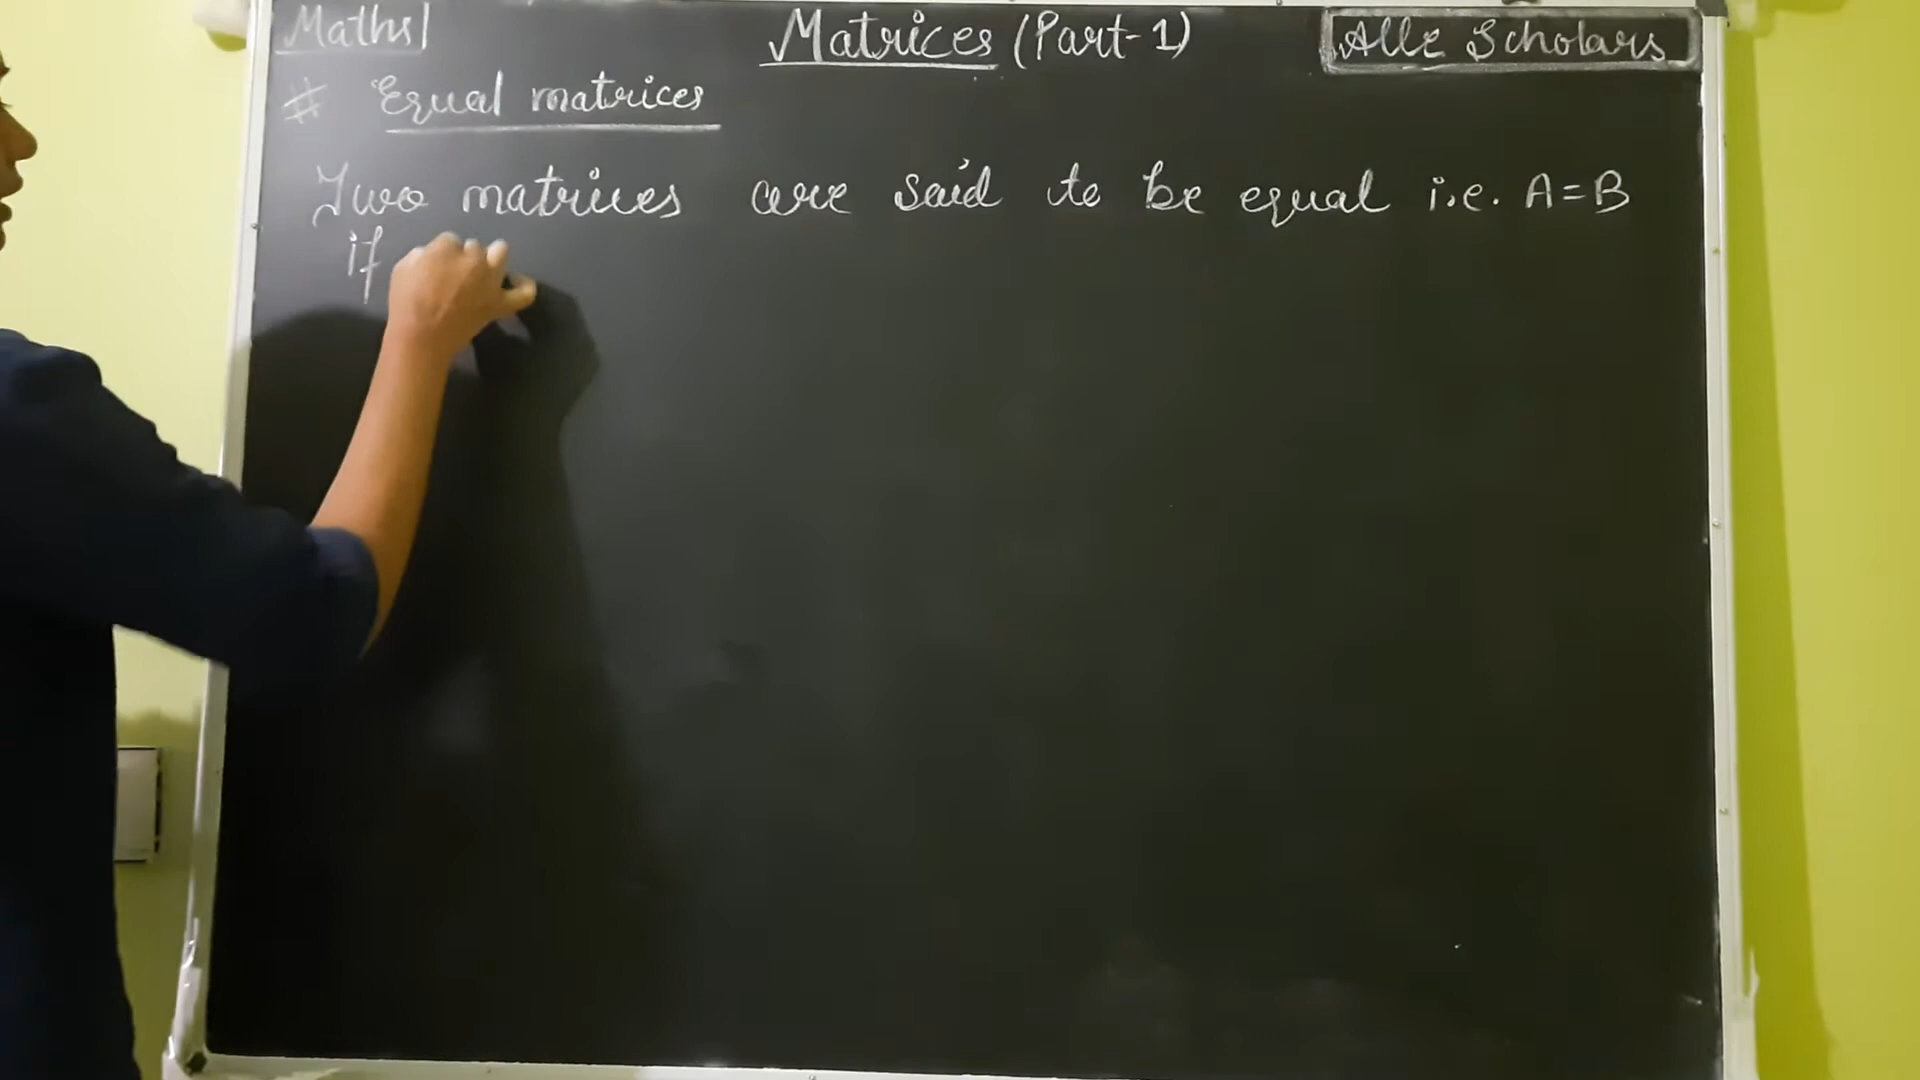 Maths
Matrices (Part-1)
Alle Scholars
# Equal matrices
Two matrices are said to be equal i.e. A=B
if